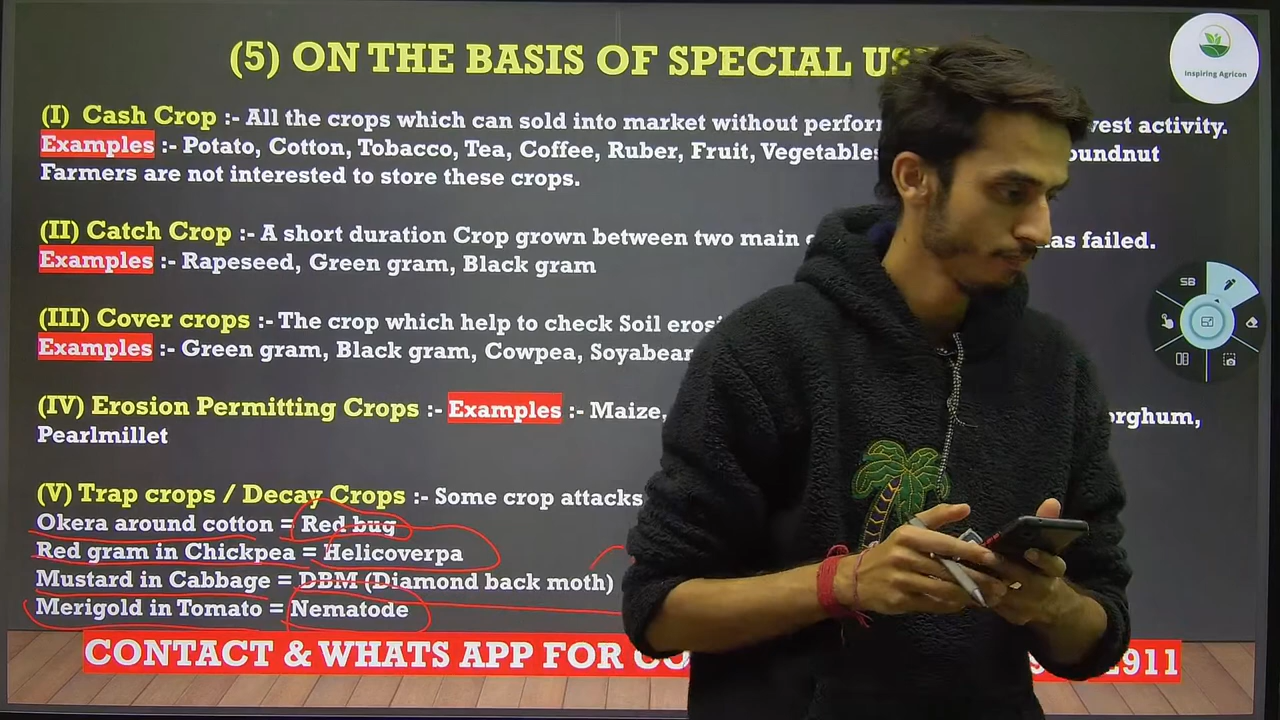 (5) ON THE BASIS OF SPECIAL US
Inspiring Agricon
(I) Cash Crop :- All the crops which can sold into market without perfor vest activity.
Examples :- Potato, Cotton, Tobacco, Tea, Coffee, Ruber, Fruit, Vegetables oundnut
Farmers are not interested to store these crops.
(II) Catch Crop :- A short duration Crop grown between two main as failed.
Examples :- Rapeseed, Green gram, Black gram
SB
(III) Cover crops :- The crop which help to check Soil erosi
Examples :- Green gram, Black gram, Cowpea, Soyabean
(IV) Erosion Permitting Crops :- Examples :- Maize, orghum,
Pearlmillet
(V) Trap crops / Decay Crops :- Some crop attacks
Okera around cotton = Red bug
Red gram in Chickpea = Helicoverpa
Mustard in Cabbage = DBM (Diamond back moth)
Merigold in Tomato = Nematode
CONTACT & WHATS APP FOR CO 2911